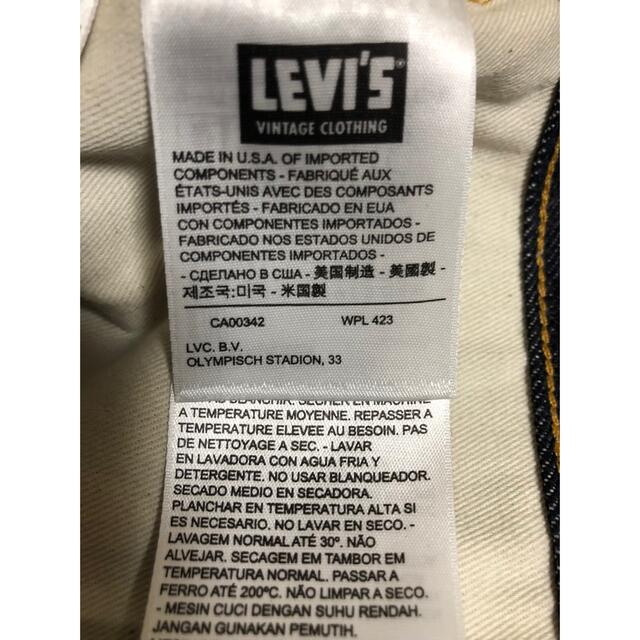 LEVI'S®
VINTAGE CLOTHING
MADE IN U.S.A. OF IMPORTED
COMPONENTS - FABRIQUÉ AUX
ÉTATS-UNIS AVEC DES COMPOSANTS
IMPORTÉS - FABRICADO EN EUA
CON COMPONENTES IMPORTADOS -
FABRICADO NOS ESTADOS UNIDOS DE
COMPONENTES IMPORTADOS -
- СДЕЛАНО В США - 美国制造 - 美國製 -
제조국:미국 - 米国製
CA00342 WPL 423
LVC. B.V.
OLYMPISCH STADION, 33
BLANCHIR. SECHER EN MACHINE
A TEMPERATURE MOYENNE. REPASSER A
TEMPERATURE ELEVEE AU BESOIN. PAS
DE NETTOYAGE A SEC. - LAVAR
EN LAVADORA CON AGUA FRIA Y
DETERGENTE. NO USAR BLANQUEADOR.
SECADO MEDIO EN SECADORA.
PLANCHAR EN TEMPERATURA ALTA SI
ES NECESARIO. NO LAVAR EN SECO. -
LAVAGEM NORMAL ATÉ 30º. NÃO
ALVEJAR. SECAGEM EM TAMBOR EM
TEMPERATURA NORMAL. PASSAR A
FERRO ATÉ 200ºC. NÃO LIMPAR A SECO.
- MESIN CUCI DENGAN SUHU RENDAH.
JANGAN GUNAKAN PEMUTIH.